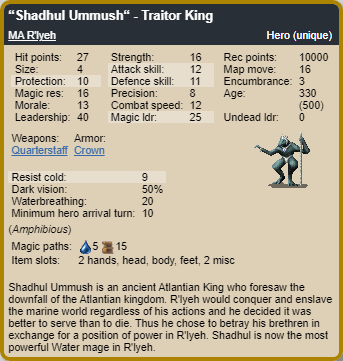 “Shadhul Ummush“ - Traitor King
MA R'lyeh Hero (unique)
Hit points: 27 Strength: 16 Rec points: 10000
Size: 4 Attack skill: 12 Map move: 16
Protection: 10 Defence skill: 11 Encumbrance: 3
Magic res: 16 Precision: 8 Age: 330
Morale: 13 Combat speed: 12 (500)
Leadership: 40 Magic ldr: 25 Undead ldr: 0
Weapons: Armor:
Quarterstaff Crown
Resist cold: 9
Dark vision: 50%
Waterbreathing: 20
Minimum hero arrival turn: 10
(Amphibious)
Magic paths: 5 15
Item slots: 2 hands, head, body, feet, 2 misc
Shadhul Ummush is an ancient Atlantian King who foresaw the
downfall of the Atlantian kingdom. R'lyeh would conquer and enslave
the marine world regardless of his actions and he decided it was
better to serve than to die. Thus he chose to betray his brethren in
exchange for a position of power in R'lyeh. Shadhul is now the most
powerful Water mage in R'lyeh.